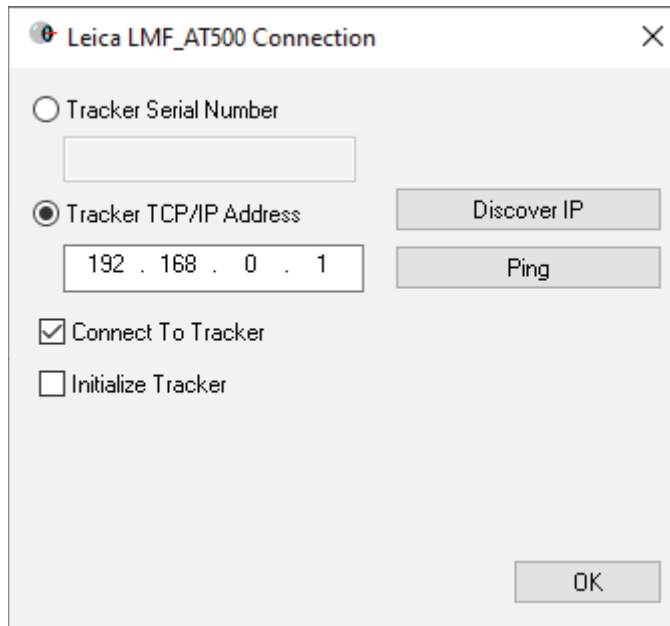 Leica LMF_AT500 Connection
Tracker Serial Number
Tracker TCP/IP Address
Discover IP
192 . 168 . 0 . 1
Ping
Connect To Tracker
Initialize Tracker
OK